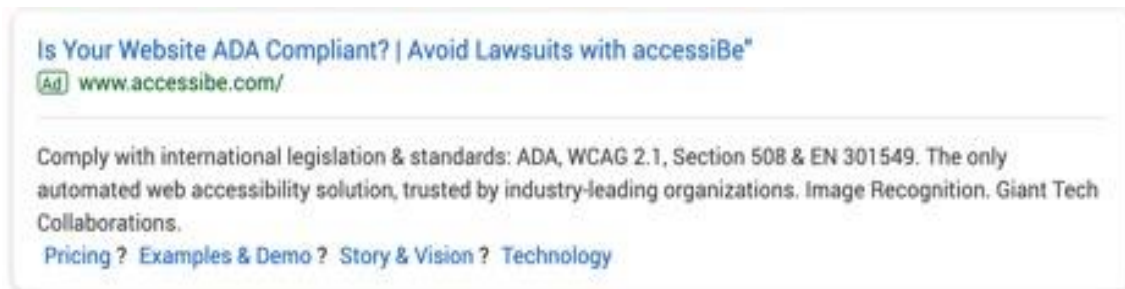 Is Your Website ADA Compliant? | Avoid Lawsuits with accessiBe"
Ad www.accessibe.com/
Comply with international legislation & standards: ADA, WCAG 2.1, Section 508 & EN 301549. The only
automated web accessibility solution, trusted by industry-leading organizations. Image Recognition. Giant Tech
Collaborations.
Pricing ? Examples & Demo ? Story & Vision ? Technology